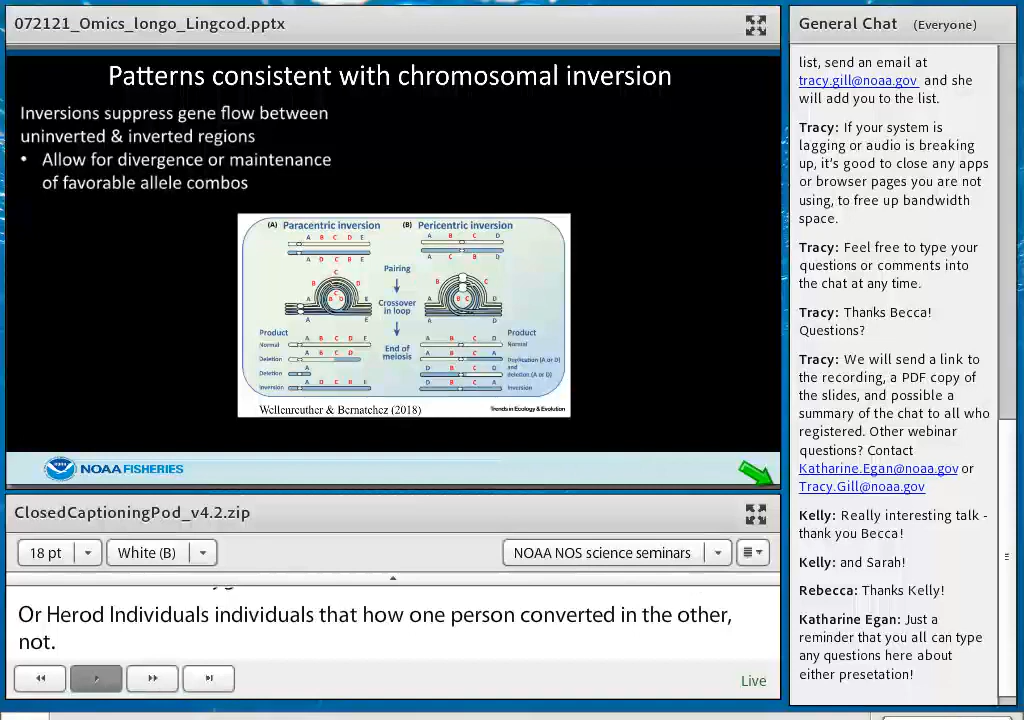 072121_Omics_longo_Lingcod.pptx
Patterns consistent with chromosomal inversion
Inversions suppress gene flow between
uninverted & inverted regions
• Allow for divergence or maintenance
of favorable allele combos
(A) Paracentric inversion (B) Pericentric inversion
A B C D E A B C D
A D C B E A C B D
Pairing
Crossover
in loop
End of
meiosis
Product Product
Normal A B C D E A B C D Normal
Deletion A B C D A B C A Duplication (A or D)
and
Deletion A D B C D deletion (A or D)
Inversion A D C B E D B C A Inversion
Wellenreuther & Bernatchez (2018) Trends in Ecology & Evolution
NOAA FISHERIES
ClosedCaptioningPod_v4.2.zip
18 pt White (B) NOAA NOS science seminars
Or Herod Individuals individuals that how one person converted in the other,
not.
Live
General Chat (Everyone)
list, send an email at
tracy.gill@noaa.gov and she
will add you to the list.
Tracy: If your system is
lagging or audio is breaking
up, it's good to close any apps
or browser pages you are not
using, to free up bandwidth
space.
Tracy: Feel free to type your
questions or comments into
the chat at any time.
Tracy: Thanks Becca!
Questions?
Tracy: We will send a link to
the recording, a PDF copy of
the slides, and possible a
summary of the chat to all who
registered. Other webinar
questions? Contact
Katharine.Egan@noaa.gov or
Tracy.Gill@noaa.gov
Kelly: Really interesting talk -
thank you Becca!
Kelly: and Sarah!
Rebecca: Thanks Kelly!
Katharine Egan: Just a
reminder that you all can type
any questions here about
either presetation!